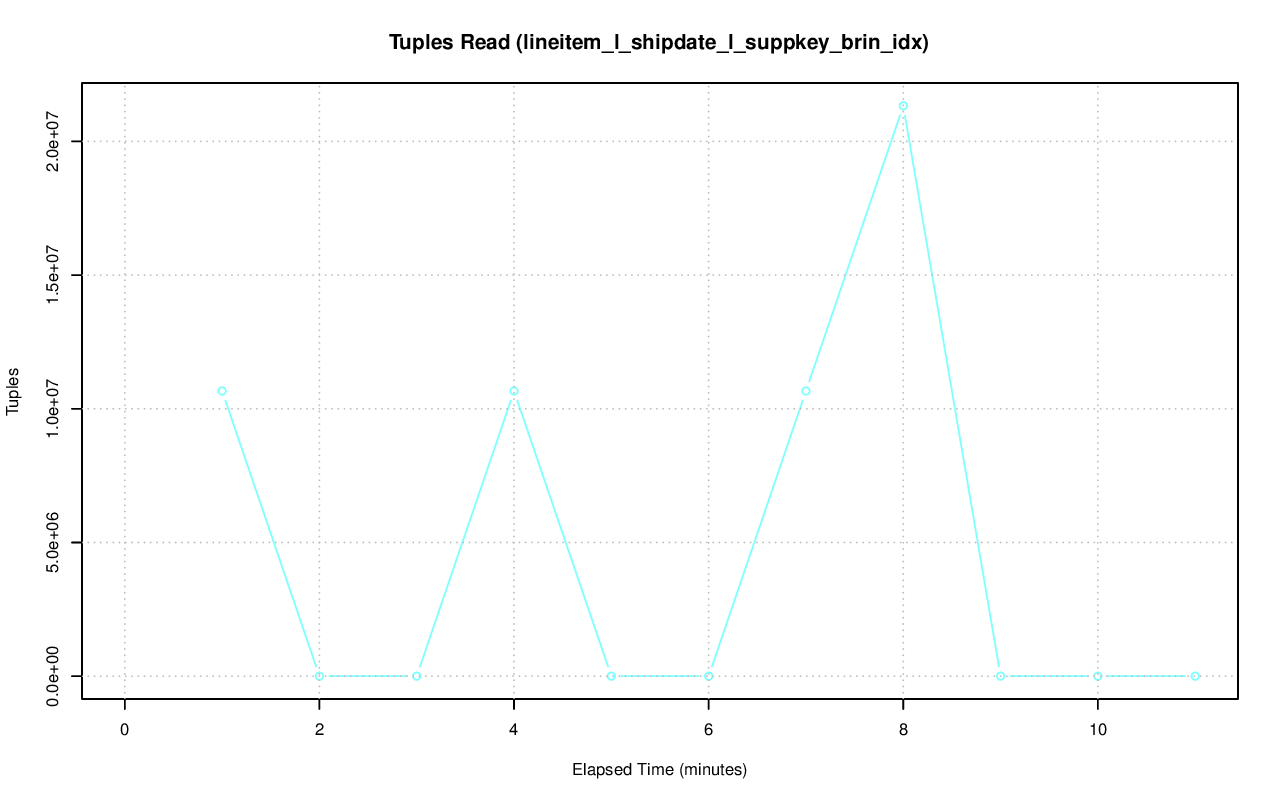 Tuples Read (lineitem_l_shipdate_l_suppkey_brin_idx)
Tuples
2.0e+07
1.5e+07
1.0e+07
5.0e+06
0.0e+00
0 2 4 6 8 10
Elapsed Time (minutes)